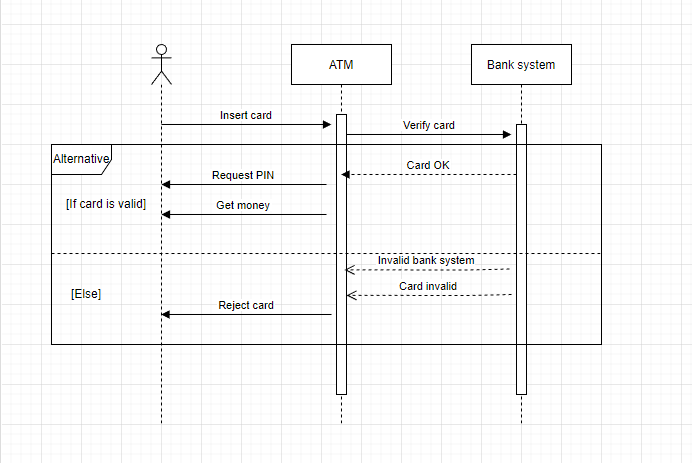 ATM
Bank system
Insert card
Verify card
Alternative
Card OK
Request PIN
[If card is valid]
Get money
Invalid bank system
Card invalid
[Else]
Reject card